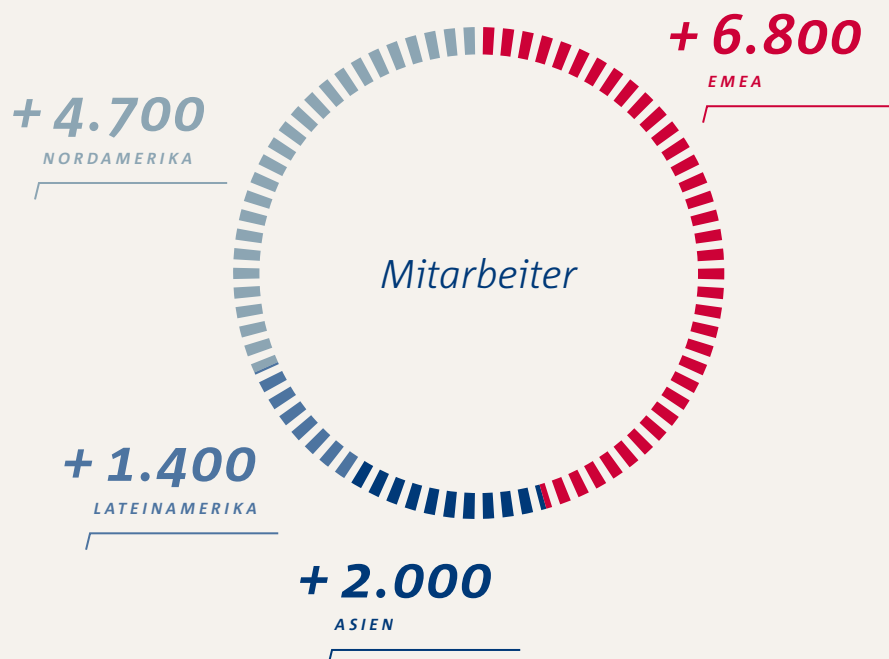 + 6.800
EMEA
+ 4.700
NORDAMERIKA
Mitarbeiter
+ 1.400
LATEINAMERIKA
+ 2.000
ASIEN